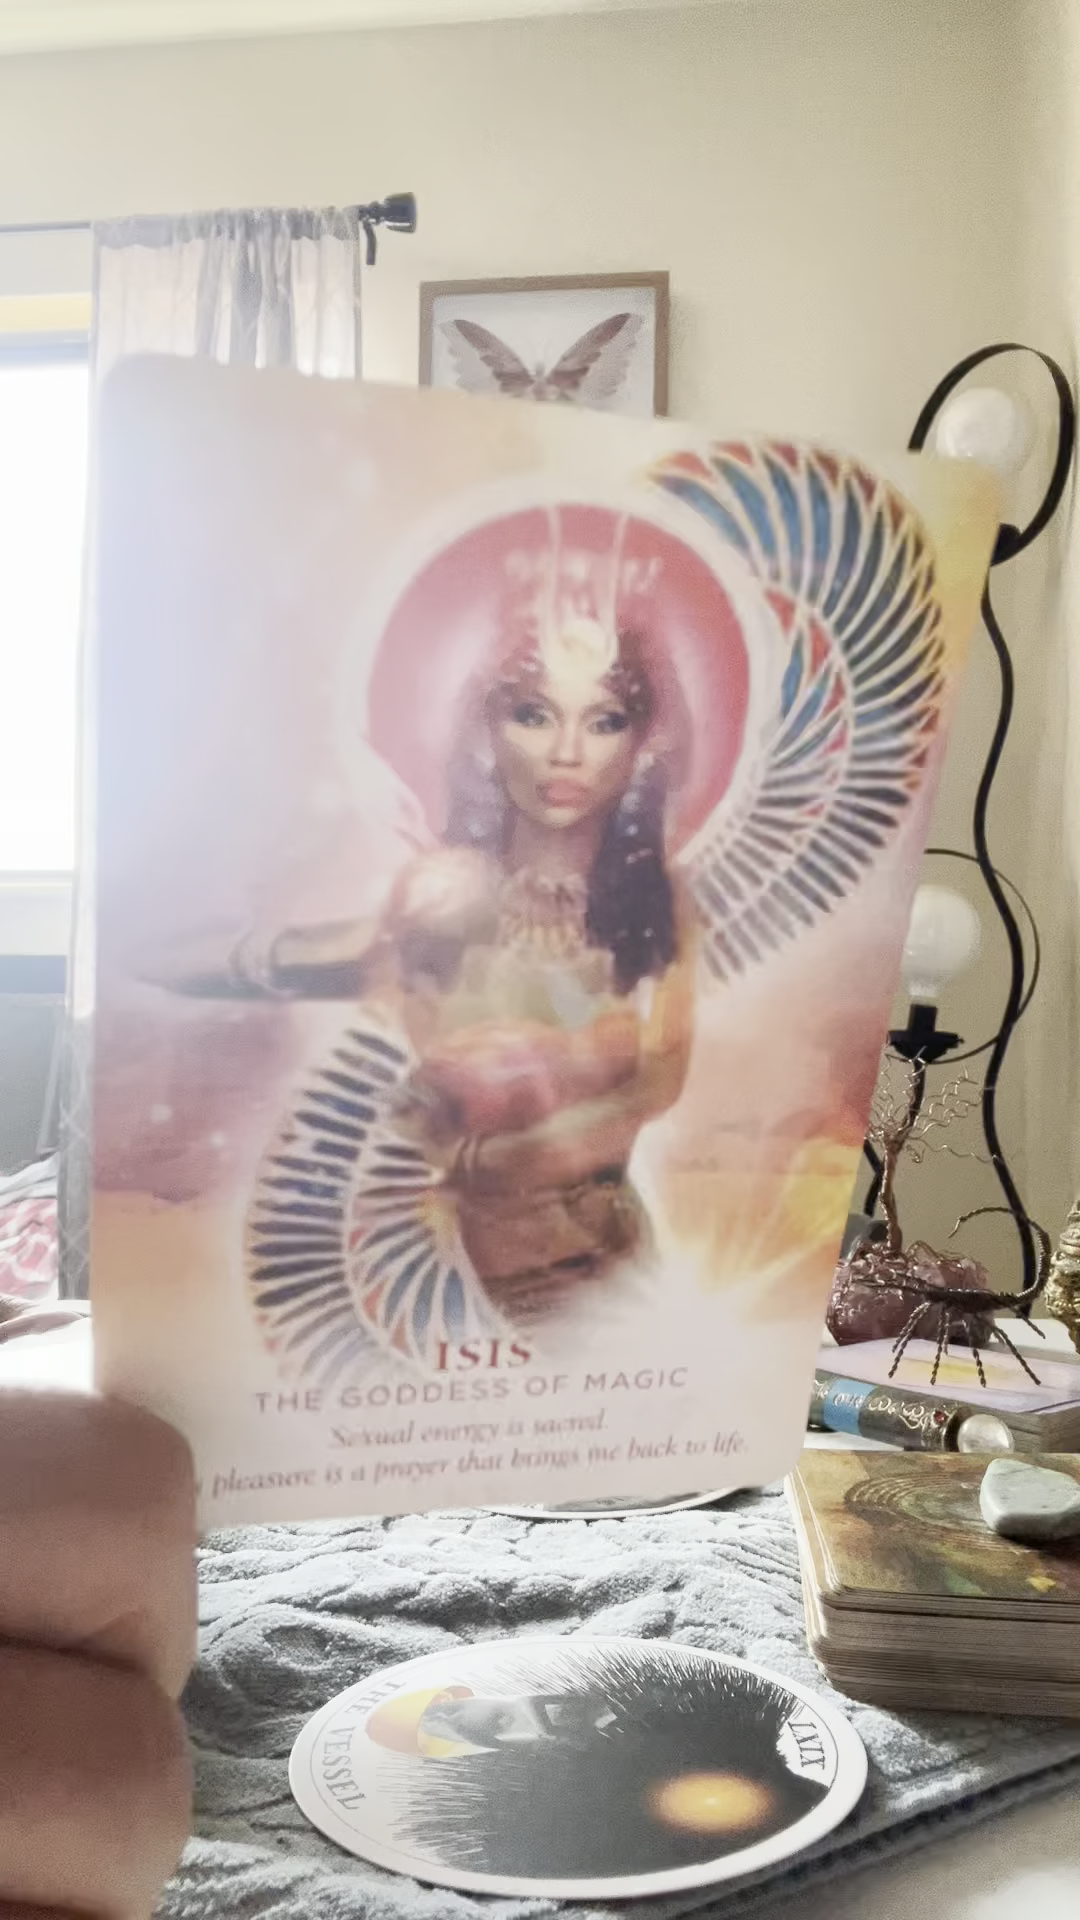 ISIS
THE GODDESS OF MAGIC
Sexual energy is sacred.
pleasure is a prayer that brings me back to life.
THE VESSEL
LXIX